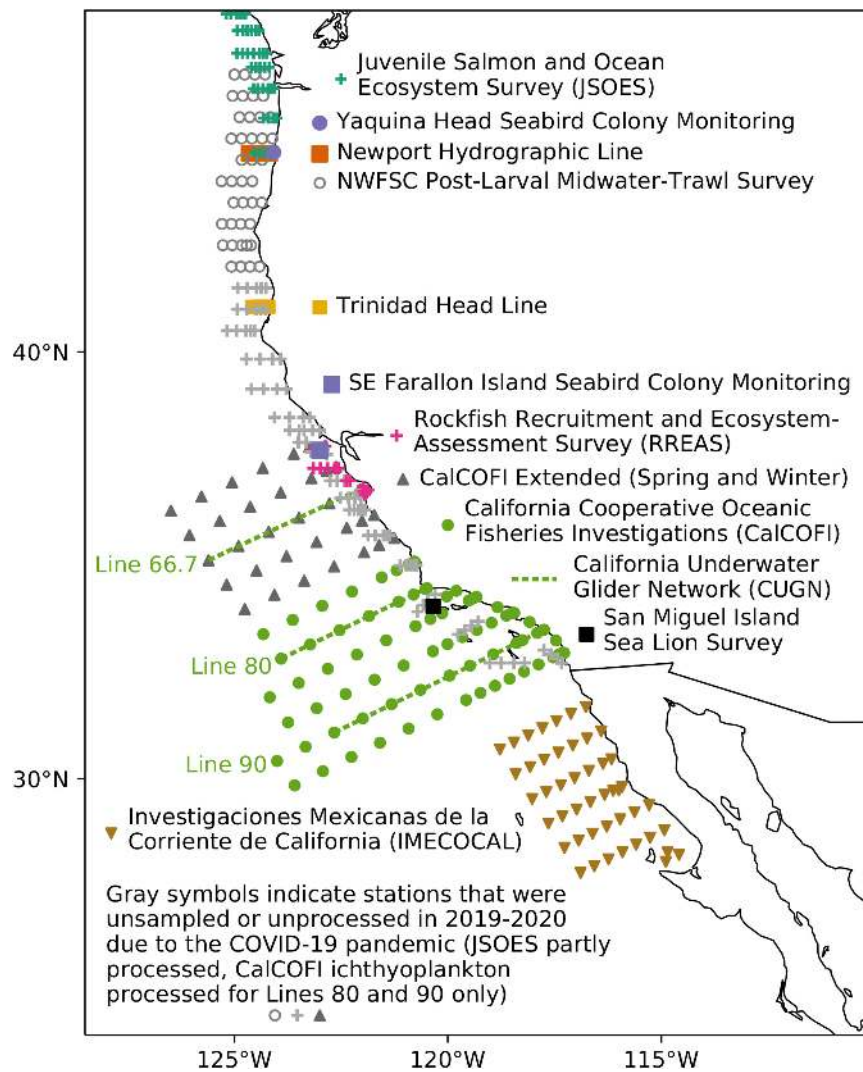 Juvenile Salmon and Ocean
Ecosystem Survey (JSOES)
Yaquina Head Seabird Colony Monitoring
Newport Hydrographic Line
NWFSC Post-Larval Midwater-Trawl Survey
Trinidad Head Line
40°N
SE Farallon Island Seabird Colony Monitoring
Rockfish Recruitment and Ecosystem-
Assessment Survey (RREAS)
CalCOFI Extended (Spring and Winter)
California Cooperative Oceanic
Fisheries Investigations (CalCOFI)
Line 66.7
California Underwater
Glider Network (CUGN)
San Miguel Island
Sea Lion Survey
Line 80
Line 90
30°N
Investigaciones Mexicanas de la
Corriente de California (IMECOCAL)
Gray symbols indicate stations that were
unsampled or unprocessed in 2019-2020
due to the COVID-19 pandemic (JSOES partly
processed, CalCOFI ichthyoplankton
processed for Lines 80 and 90 only)
125°W
120°W
115°W